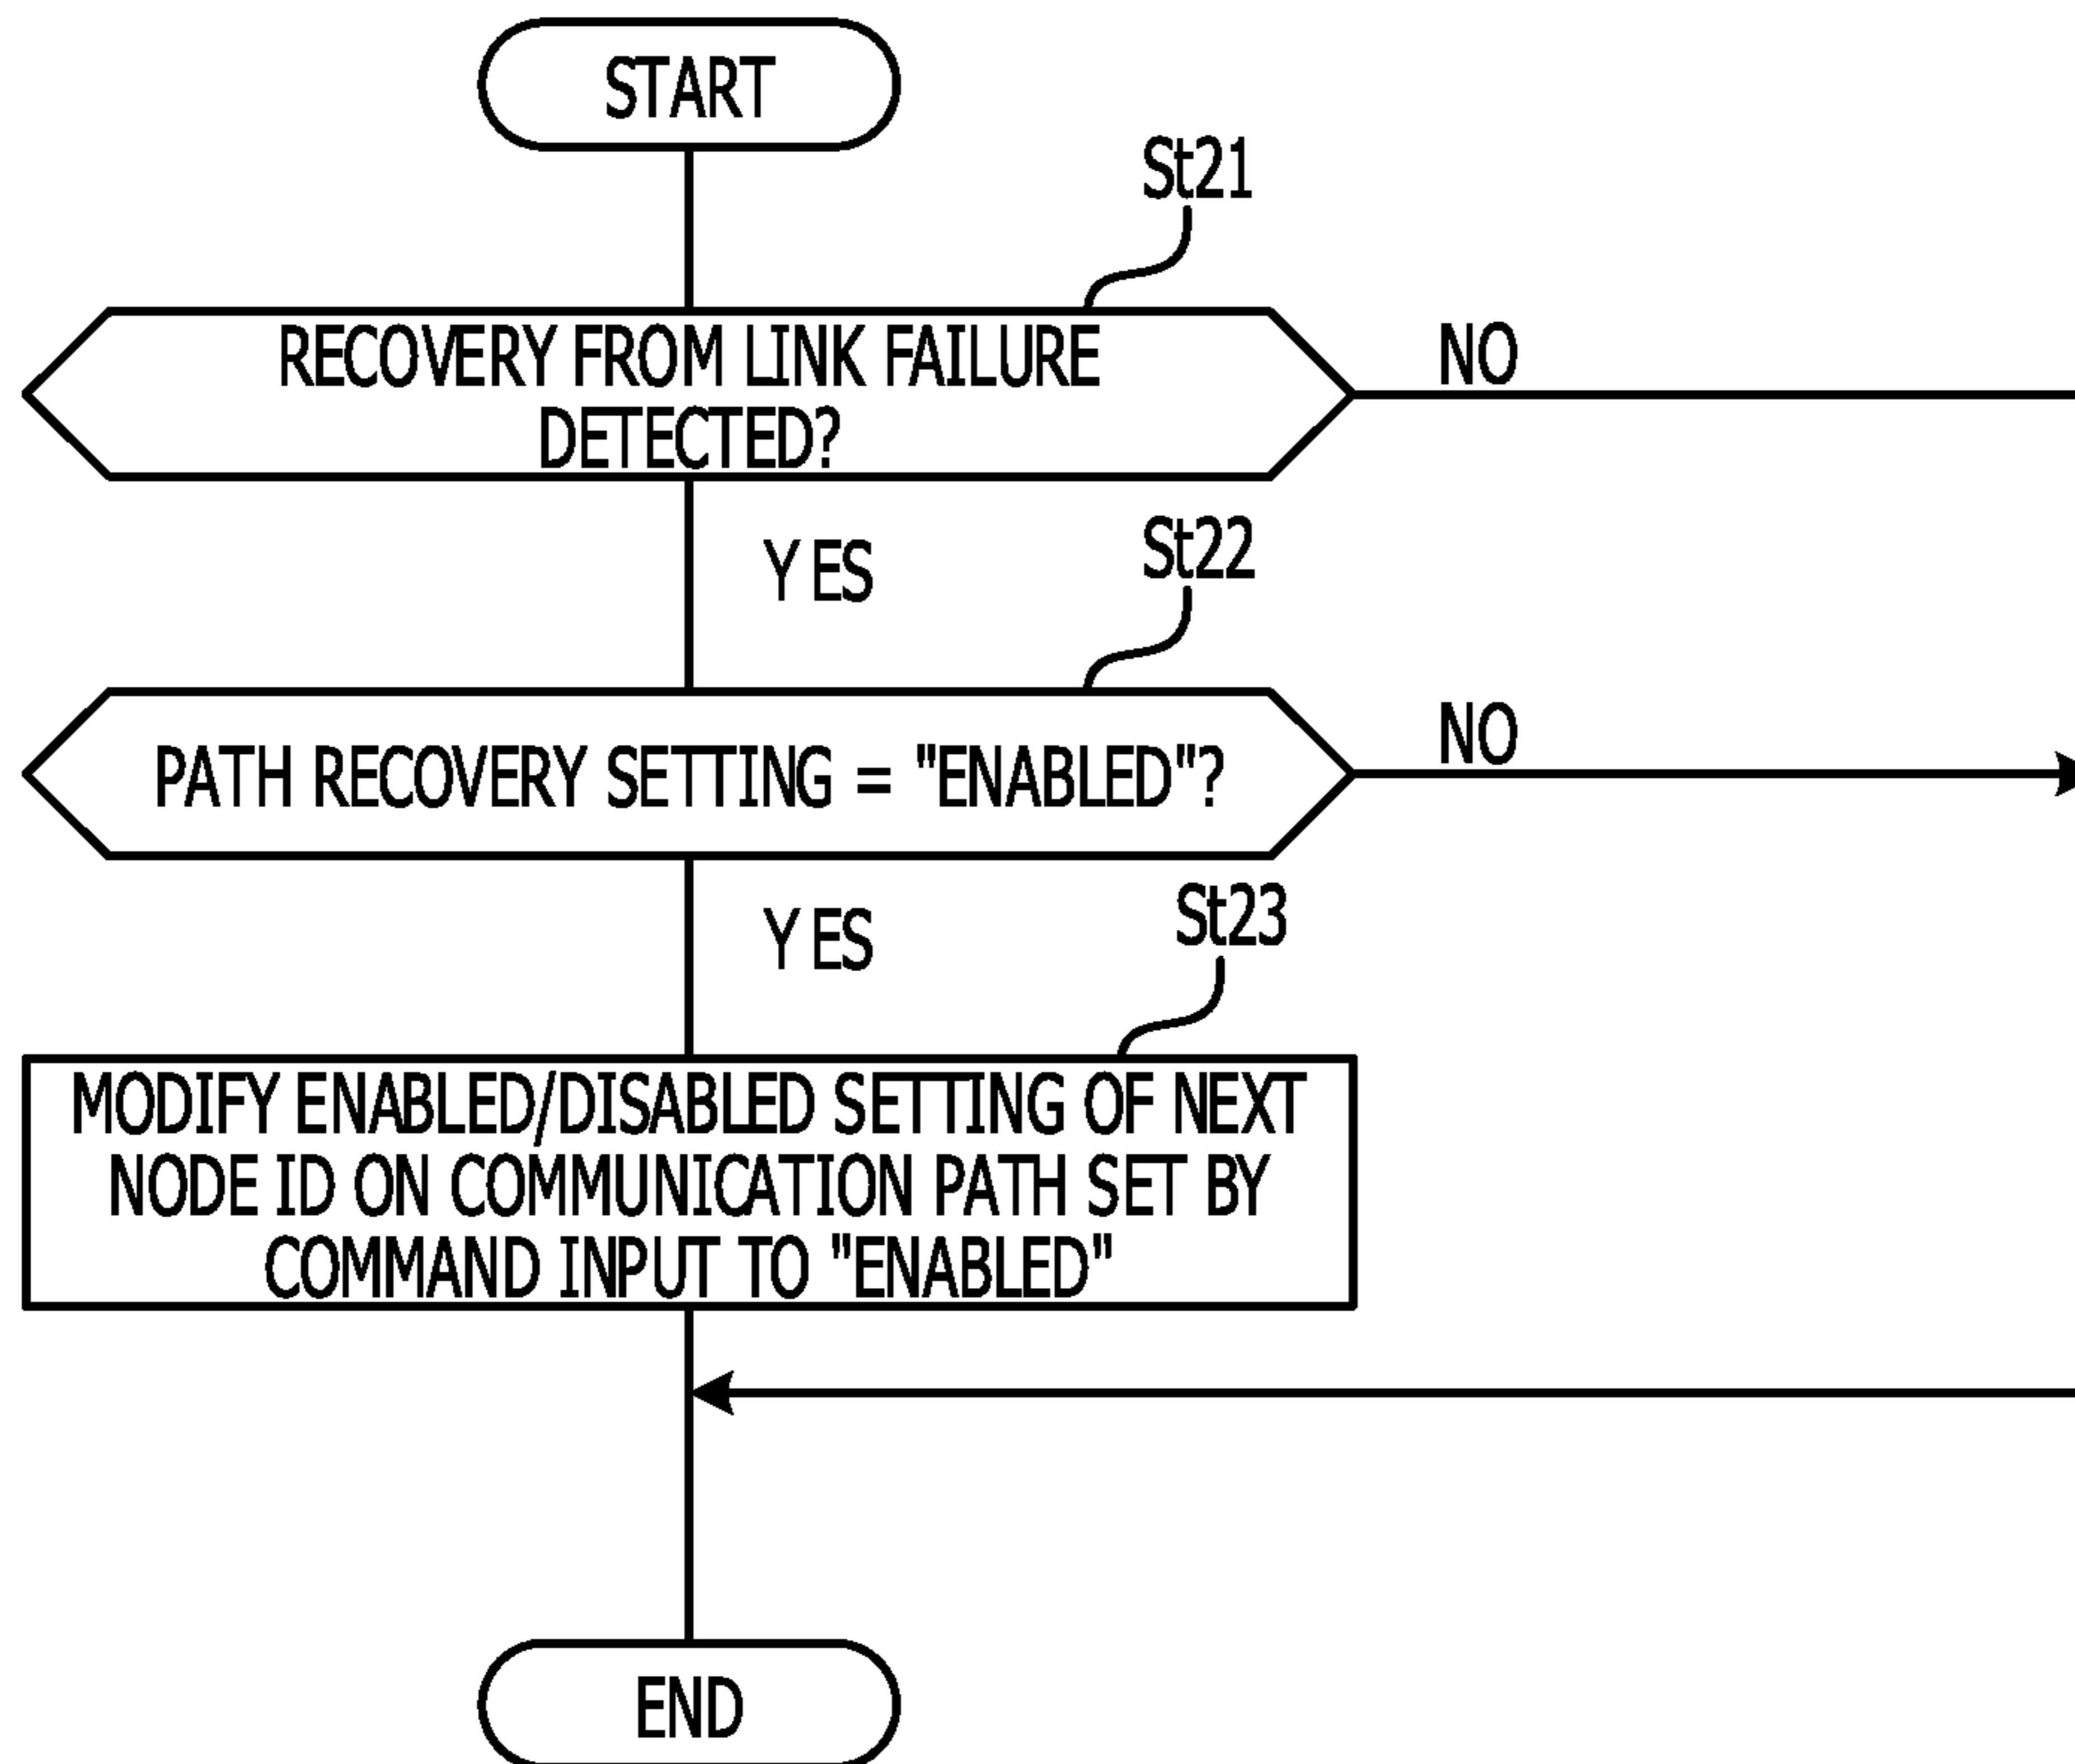 START
St21
RECOVERY FROM LINK FAILURE
DETECTED?
NO
YES
St22
PATH RECOVERY SETTING = "ENABLED"?
NO
YES
St23
MODIFY ENABLED/DISABLED SETTING OF NEXT
NODE ID ON COMMUNICATION PATH SET BY
COMMAND INPUT TO "ENABLED"
END